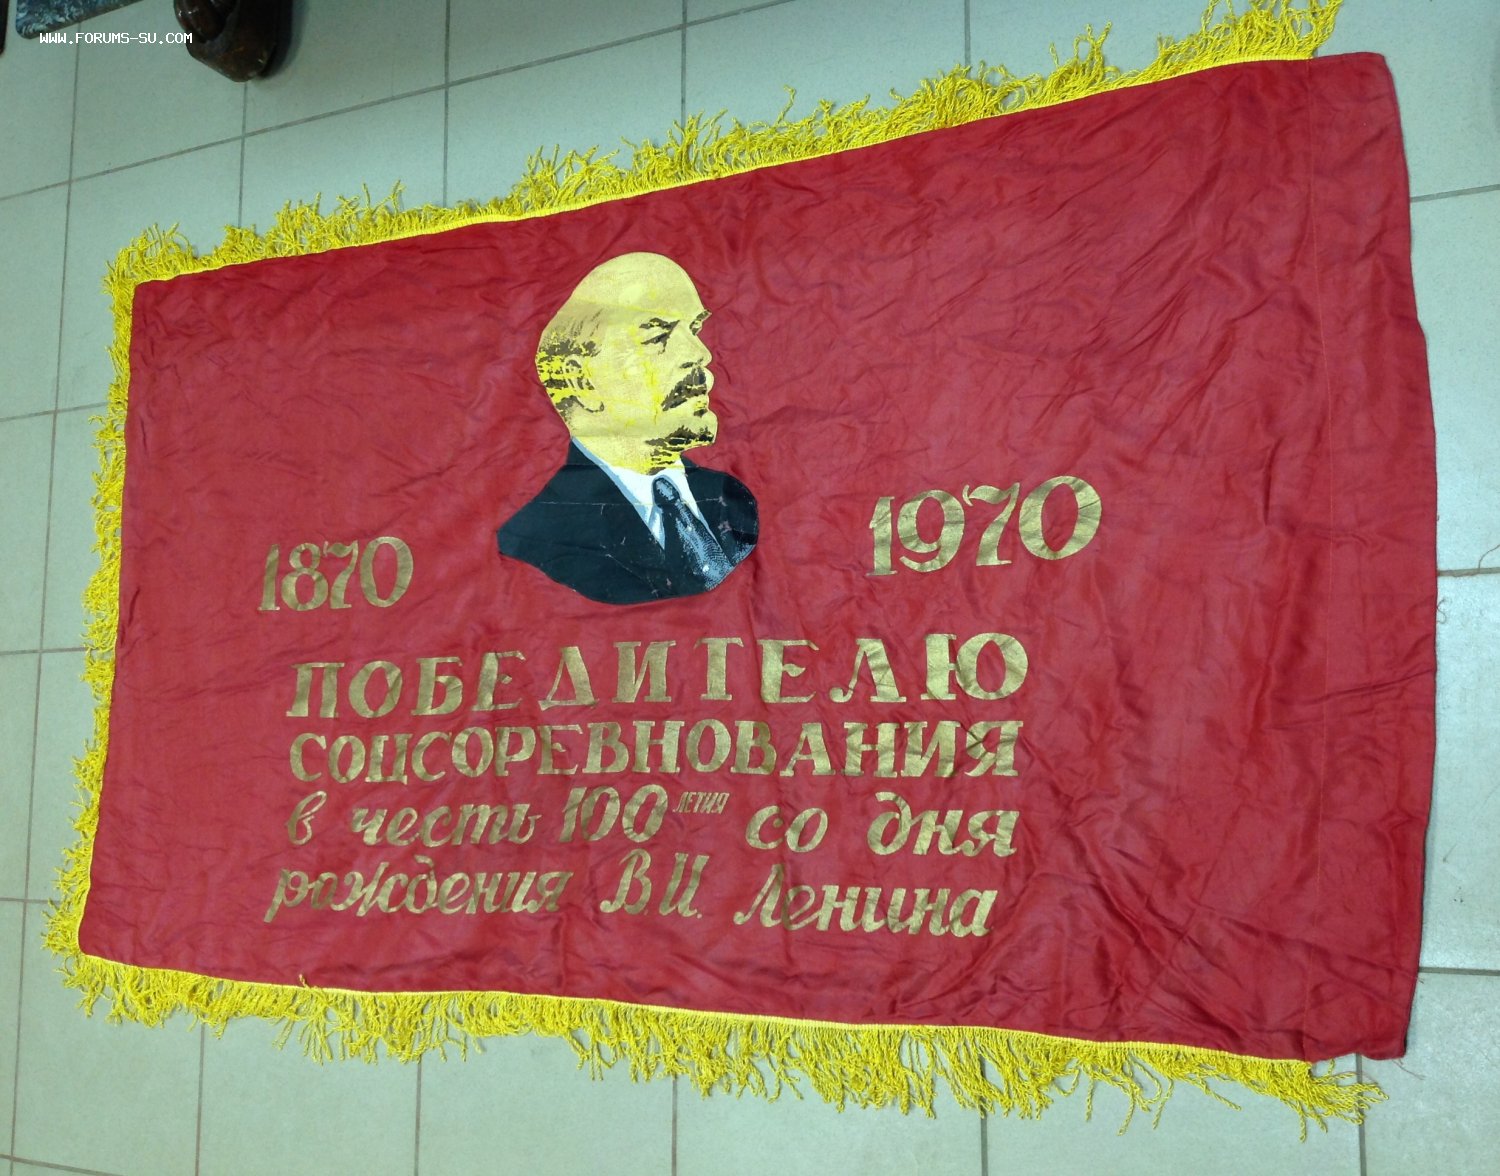 WWW.FORUMS-SU.COM
1870 1970
ПОБЕДИТЕЛЮ
СОЦСОРЕВНОВАНИЯ
в честь 100 ЛЕТИЯ со дня
рождения В.И. Ленина